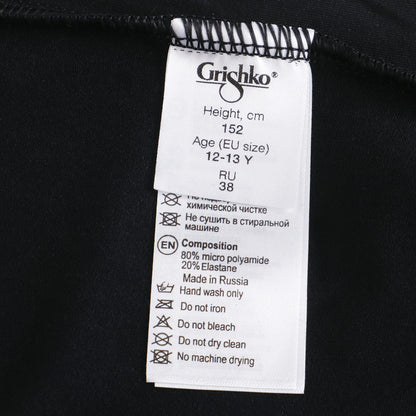 Grishko®
Height, cm
152
Age (EU size)
12-13 Y
RU
38
химической чистке
Не сушить в стиральной
машине
EN Composition
80% micro polyamide
20% Elastane
Made in Russia
Hand wash only
Do not iron
Do not bleach
Do not dry clean
No machine drying